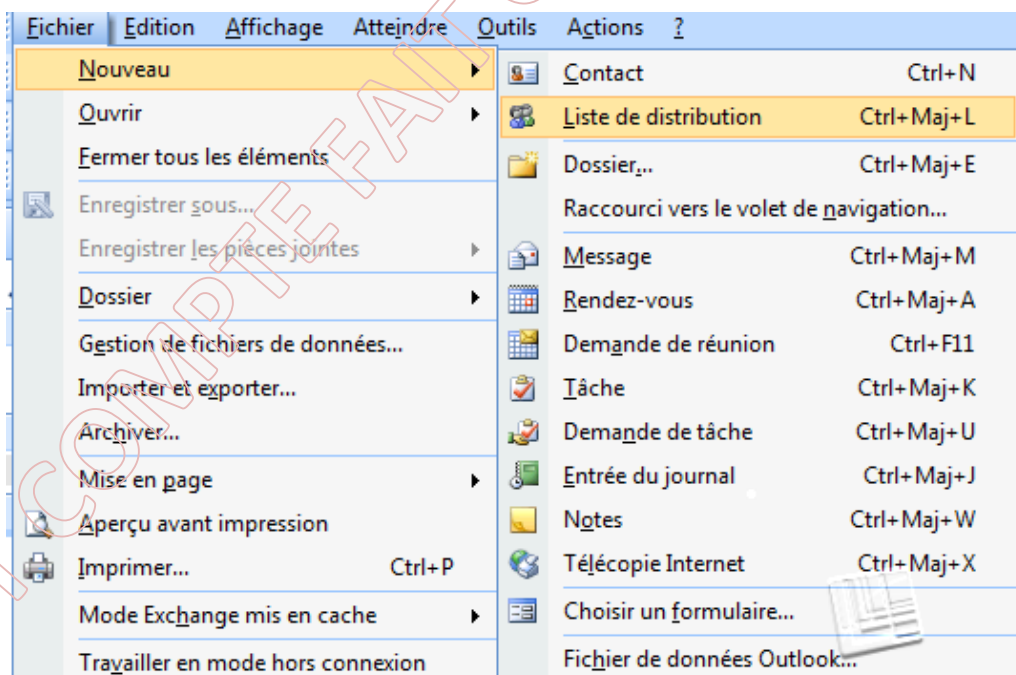 Fichier Edition Affichage Atteindre Outils Actions ?
Nouveau
Ouvrir
Fermer tous les éléments
Enregistrer sous...
Enregistrer les pièces jointes
Dossier
Gestion de fichiers de données...
Importer et exporter...
Archiver...
Mise en page
Aperçu avant impression
Imprimer... Ctrl+P
Mode Exchange mis en cache
Travailler en mode hors connexion
Contact Ctrl+N
Liste de distribution Ctrl+Maj+L
Dossier... Ctrl+Maj+E
Raccourci vers le volet de navigation...
Message Ctrl+Maj+M
Rendez-vous Ctrl+Maj+A
Demande de réunion Ctrl+F11
Tâche Ctrl+Maj+K
Demande de tâche Ctrl+Maj+U
Entrée du journal Ctrl+Maj+J
Notes Ctrl+Maj+W
Télécopie Internet Ctrl+Maj+X
Choisir un formulaire...
Fichier de données Outlook...
COMPTE FAIT